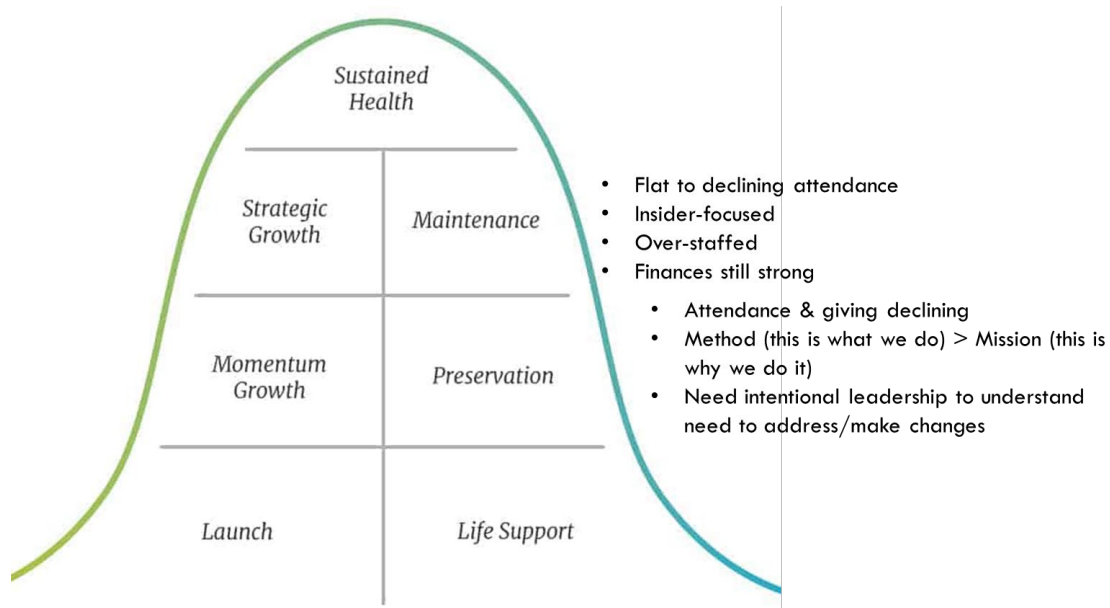 Sustained
Health
Strategic
Growth
Maintenance
• Flat to declining attendance
• Insider-focused
• Over-staffed
• Finances still strong
Momentum
Growth
Preservation
• Attendance & giving declining
• Method (this is what we do) > Mission (this is
why we do it)
• Need intentional leadership to understand
need to address/make changes
Launch
Life Support